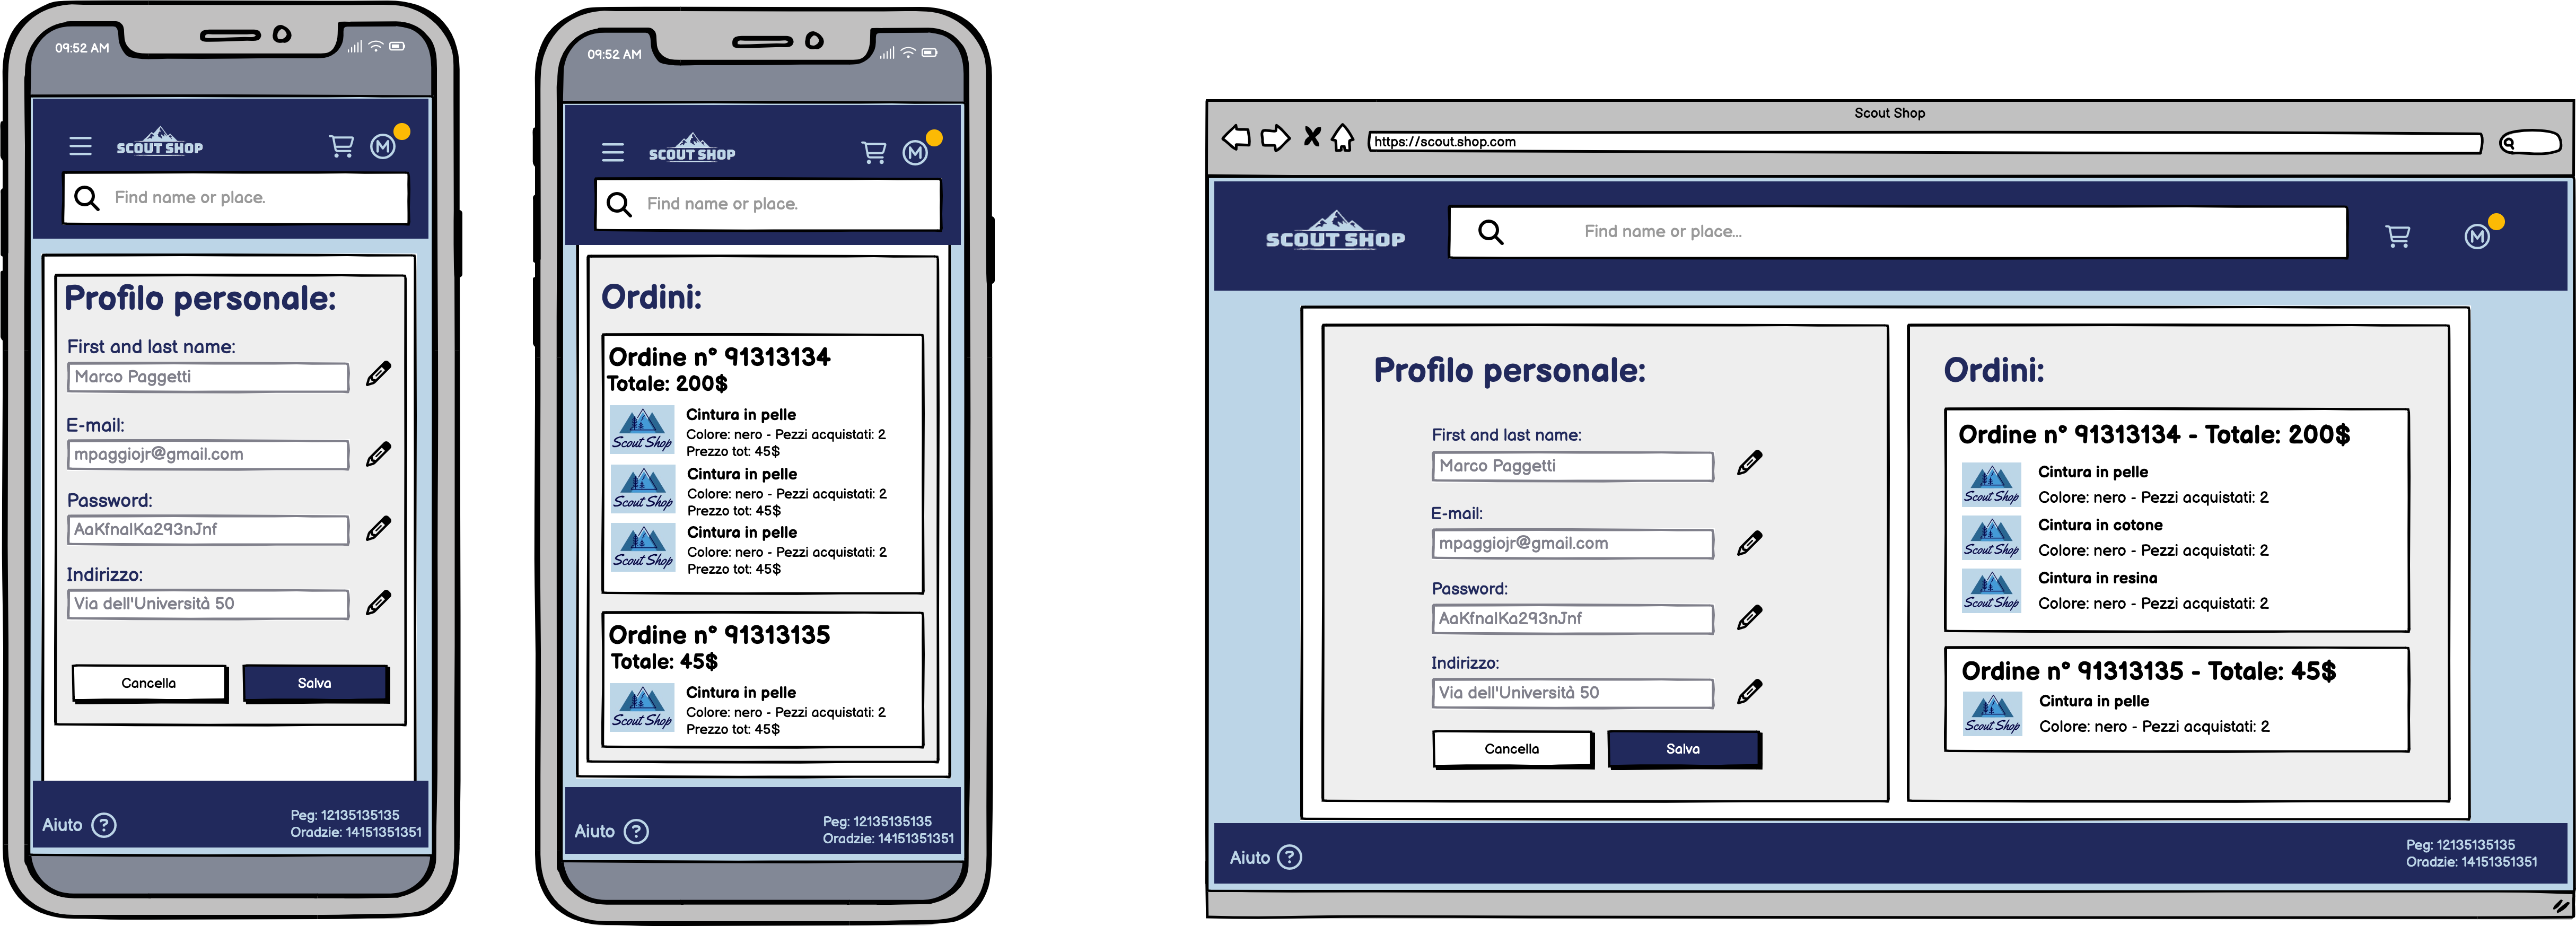 09:52 AM
SCOUT SHOP
M
Find name or place.
Profilo personale:
First and last name:
Marco Paggetti
E-mail:
mpaggiojr@gmail.com
Password:
AaKfnalKa293nJnf
Indirizzo:
Via dell'Università 50
Cancella
Salva
Aiuto ?
Peg: 12135135135
Oradzie: 14151351351
09:52 AM
SCOUT SHOP
M
Find name or place.
Ordini:
Ordine n° 91313134
Totale: 200$
Scout Shop
Cintura in pelle
Colore: nero - Pezzi acquistati: 2
Prezzo tot: 45$
Scout Shop
Cintura in pelle
Colore: nero - Pezzi acquistati: 2
Prezzo tot: 45$
Scout Shop
Cintura in pelle
Colore: nero - Pezzi acquistati: 2
Prezzo tot: 45$
Ordine n° 91313135
Totale: 45$
Scout Shop
Cintura in pelle
Colore: nero - Pezzi acquistati: 2
Prezzo tot: 45$
Aiuto ?
Peg: 12135135135
Oradzie: 14151351351
Scout Shop
https://scout.shop.com
SCOUT SHOP
Find name or place...
M
Profilo personale:
First and last name:
Marco Paggetti
E-mail:
mpaggiojr@gmail.com
Password:
AaKfnalKa293nJnf
Indirizzo:
Via dell'Università 50
Cancella
Salva
Ordini:
Ordine n° 91313134 - Totale: 200$
Scout Shop
Cintura in pelle
Colore: nero - Pezzi acquistati: 2
Scout Shop
Cintura in cotone
Colore: nero - Pezzi acquistati: 2
Scout Shop
Cintura in resina
Colore: nero - Pezzi acquistati: 2
Ordine n° 91313135 - Totale: 45$
Scout Shop
Cintura in pelle
Colore: nero - Pezzi acquistati: 2
Aiuto ?
Peg: 12135135135
Oradzie: 14151351351